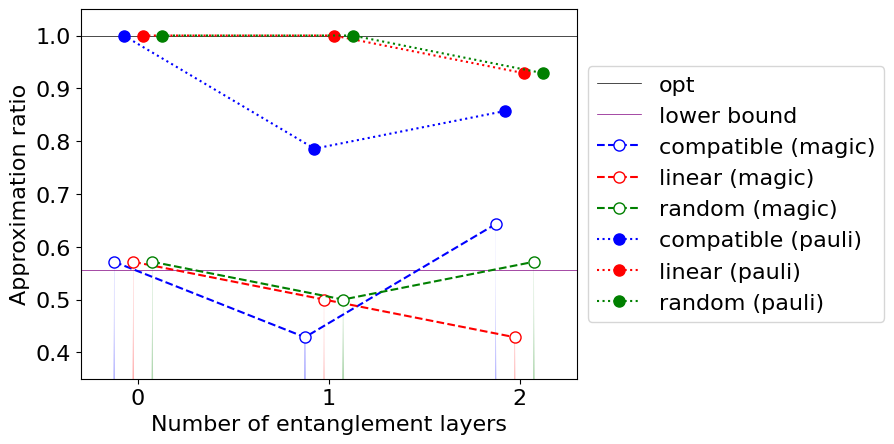 1.0
0.9
0.8
0.7
0.6
0.5
0.4
Approximation ratio
0
1
2
Number of entanglement layers
opt
lower bound
compatible (magic)
linear (magic)
random (magic)
compatible (pauli)
linear (pauli)
random (pauli)